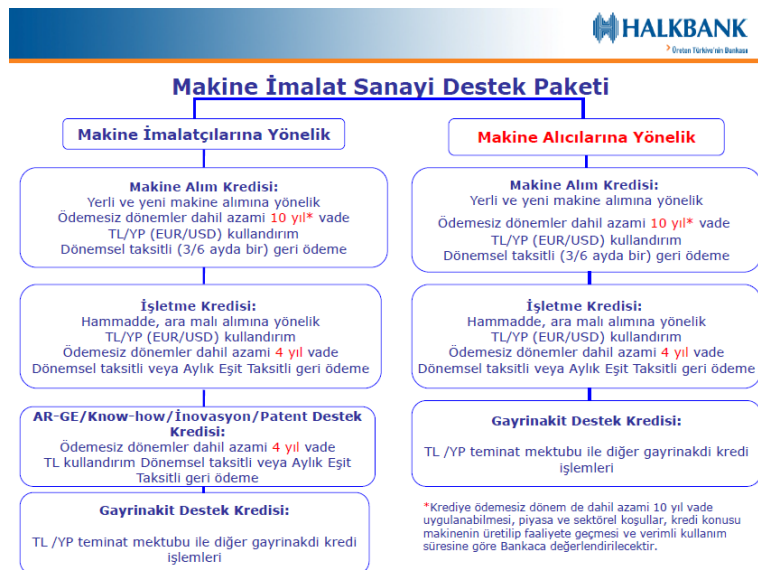 HALKBANK
Üreten Türkiye'nin Bankası
Makine İmalat Sanayi Destek Paketi
Makine İmalatçılarına Yönelik
Makine Alım Kredisi:
Yerli ve yeni makine alımına yönelik
Ödemesiz dönemler dahil azami 10 yıl* vade
TL/YP (EUR/USD) kullandırım
Dönemsel taksitli (3/6 ayda bir) geri ödeme
İşletme Kredisi:
Hammadde, ara malı alımına yönelik
TL/YP (EUR/USD) kullandırım
Ödemesiz dönemler dahil azami 4 yıl vade
Dönemsel taksitli veya Aylık Eşit Taksitli geri ödeme
AR-GE/Know-how/İnovasyon/Patent Destek
Kredisi:
Ödemesiz dönemler dahil azami 4 yıl vade
TL kullandırım Dönemsel taksitli veya Aylık Eşit
Taksitli geri ödeme
Gayrinakit Destek Kredisi:
TL /YP teminat mektubu ile diğer gayrinakdi kredi
işlemleri
Makine Alıcılarına Yönelik
Makine Alım Kredisi:
Yerli ve yeni makine alımına yönelik
Ödemesiz dönemler dahil azami 10 yıl* vade
TL/YP (EUR/USD) kullandırım
Dönemsel taksitli (3/6 ayda bir) geri ödeme
İşletme Kredisi:
Hammadde, ara malı alımına yönelik
TL/YP (EUR/USD) kullandırım
Ödemesiz dönemler dahil azami 4 yıl vade
Dönemsel taksitli veya Aylık Eşit Taksitli geri ödeme
Gayrinakit Destek Kredisi:
TL /YP teminat mektubu ile diğer gayrinakdi kredi
işlemleri
*Krediye ödemesiz dönem de dahil azami 10 yıl vade
uygulanabilmesi, piyasa ve sektörel koşullar, kredi konusu
makinenin üretilip faaliyete geçmesi ve verimli kullanım
süresine göre Bankaca değerlendirilecektir.